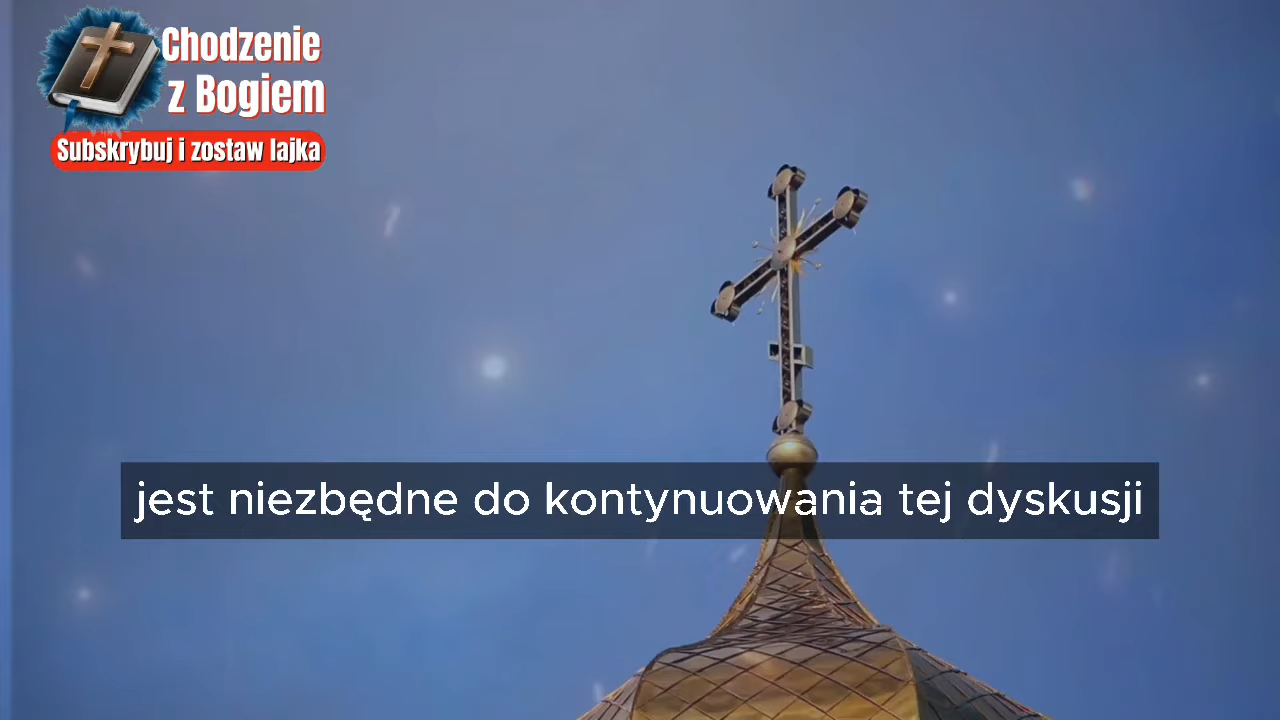 Chodzenie
z Bogiem
Subskrybuj i zostaw lajka
jest niezbędne do kontynuowania tej dyskusji